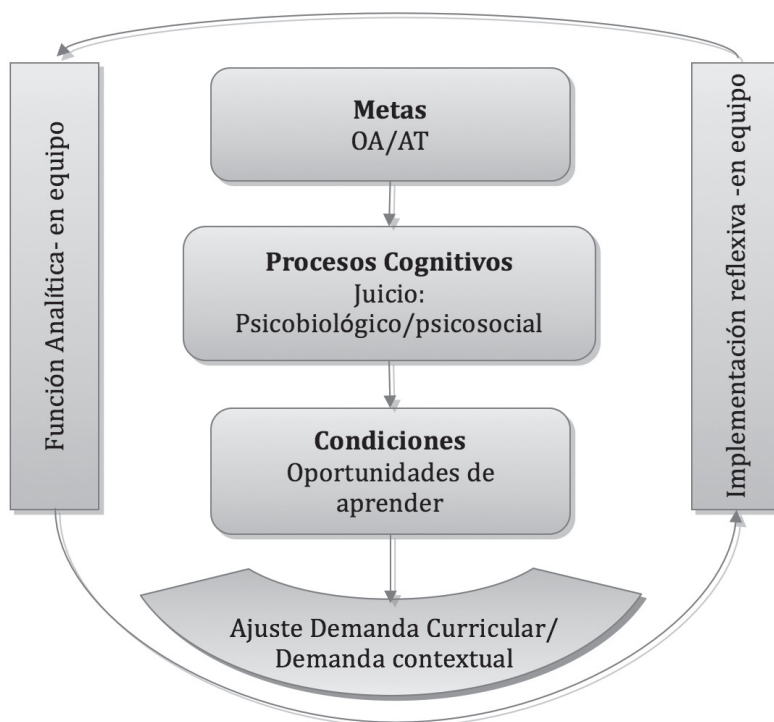 Función Analítica- en equipo
Metas
OA/AT
Procesos Cognitivos
Juicio:
Psicobiológico/psicosocial
Condiciones
Oportunidades de
aprender
Ajuste Demanda Curricular/
Demanda contextual
Implementación reflexiva -en equipo